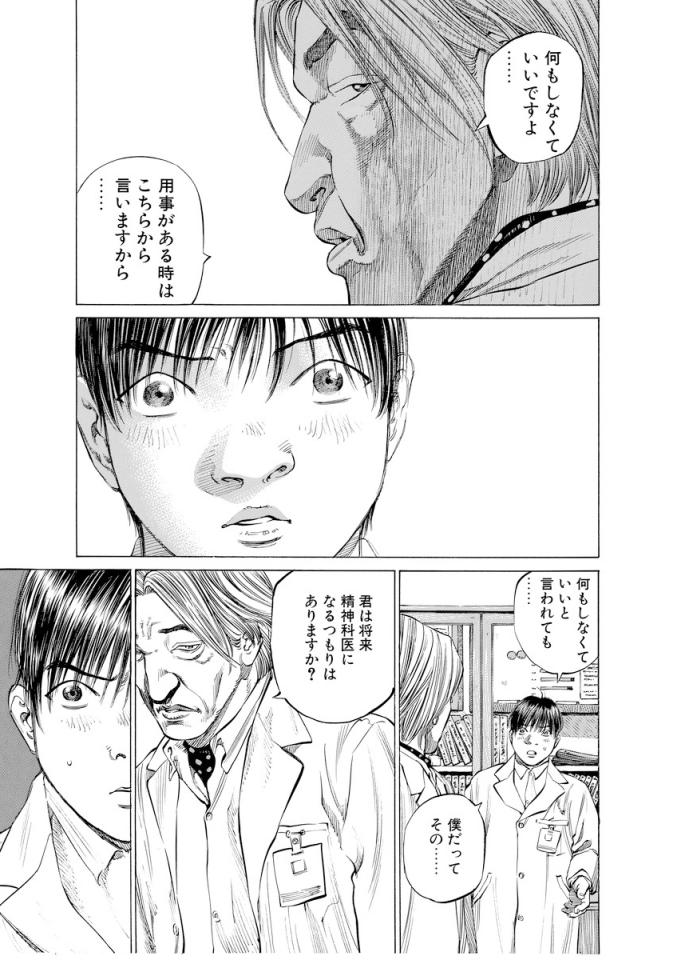 何もしなくて
いいですよ
……
用事がある時は
こちらから
言いますから
……
何もしなくて
いいと
言われても
……
僕だって
その……
君は将来
精神科医に
なるつもりは
ありますか？